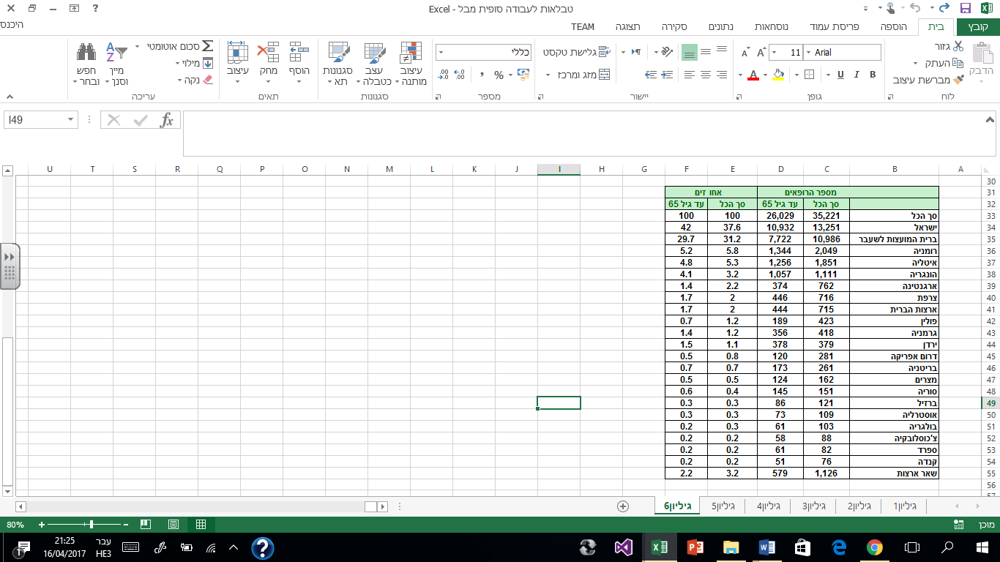 טבלאות לעבודה סופית מבל - Excel
קובץ בית הוספה פריסת עמוד נוסחאות נתונים סקירה תצוגה TEAM היכנס
הדבק גזור העתק מברשת עיצוב לוח
Arial 11 B I U גופן
גלישת טקסט מזג ומרכז יישור
כללי % מספר
עיצוב מותנה עצב כטבלה סגנונות תא סגנונות
הוסף מחק עיצוב תאים
סכום אוטומטי מילוי נקה מיין וסנן חפש ובחר עריכה
I49 fx
A B C D E F G H I J K L M N O P Q R S T U
30
31 מספר הרופאים אחו זים
32 סך הכל עד גיל 65 סך הכל עד גיל 65
33 סך הכל 35,221 26,029 100 100
34 ישראל 13,251 10,932 37.6 42
35 ברית המועצות לשעבר 10,986 7,722 31.2 29.7
36 רומניה 2,049 1,344 5.8 5.2
37 איטליה 1,851 1,256 5.3 4.8
38 הונגריה 1,111 1,057 3.2 4.1
39 ארגנטינה 762 374 2.2 1.4
40 צרפת 716 446 2 1.7
41 ארצות הברית 715 444 2 1.7
42 פולין 423 189 1.2 0.7
43 גרמניה 418 356 1.2 1.4
44 ירדן 379 378 1.1 1.5
45 דרום אפריקה 281 120 0.8 0.5
46 בריטניה 261 173 0.7 0.7
47 מצרים 162 124 0.5 0.5
48 סוריה 151 145 0.4 0.6
49 ברזיל 121 86 0.3 0.3
50 אוסטרליה 109 73 0.3 0.3
51 בולגריה 103 61 0.3 0.2
52 צ'כוסלובקיה 88 58 0.2 0.2
53 ספרד 82 61 0.2 0.2
54 קנדה 76 51 0.2 0.2
55 שאר ארצות 1,126 579 3.2 2.2
56
57
גיליון1 גיליון2 גיליון3 גיליון4 גיליון5 גיליון6
מוכן 80%
עבר 21:25
HE3 16/04/2017